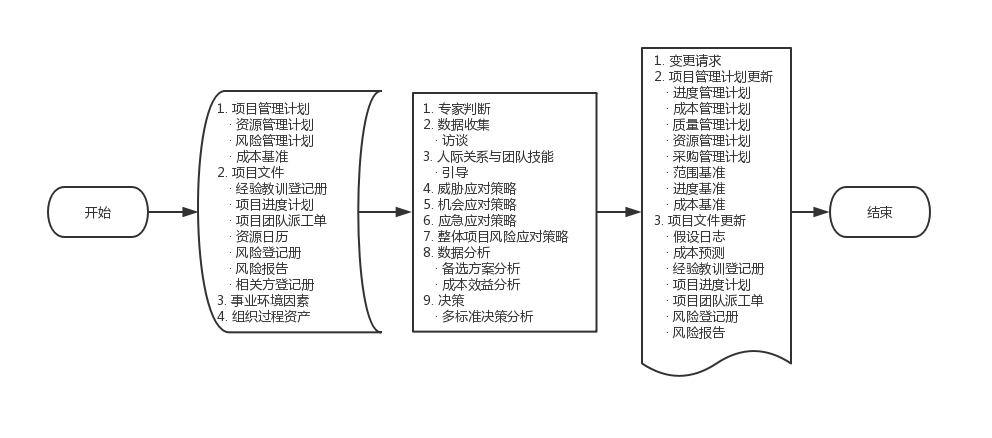 开始
1. 项目管理计划
· 资源管理计划
· 风险管理计划
· 成本基准
2. 项目文件
· 经验教训登记册
· 项目进度计划
· 项目团队派工单
· 资源日历
· 风险登记册
· 风险报告
· 相关方登记册
3. 事业环境因素
4. 组织过程资产
1. 专家判断
2. 数据收集
· 访谈
3. 人际关系与团队技能
· 引导
4. 威胁应对策略
5. 机会应对策略
6. 应急应对策略
7. 整体项目风险应对策略
8. 数据分析
· 备选方案分析
· 成本效益分析
9. 决策
· 多标准决策分析
1. 变更请求
2. 项目管理计划更新
· 进度管理计划
· 成本管理计划
· 质量管理计划
· 资源管理计划
· 采购管理计划
· 范围基准
· 进度基准
· 成本基准
3. 项目文件更新
· 假设日志
· 成本预测
· 经验教训登记册
· 项目进度计划
· 项目团队派工单
· 风险登记册
· 风险报告
结束